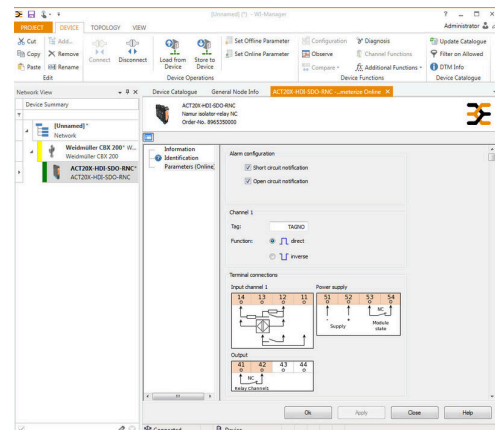 [Unnamed] (*) - WI-Manager
PROJECT DEVICE TOPOLOGY VIEW
Administrator
Cut
Copy
Paste
Add...
Remove
Rename
Edit
Connect
Disconnect
Load from Device
Store to Device
Device Operations
Set Offline Parameter
Set Online Parameter
Configuration
Observe
Compare
Diagnosis
Channel Functions
Additional Functions
Device Functions
Update Catalogue
Filter on Allowed
DTM Info
Device Catalogue
Network View
Device Summary
[Unnamed]*
Network
Weidmüller CBX 200* W...
Weidmüller CBX 200
ACT20X-HDI-SDO-RNC*
ACT20X-HDI-SDO-RNC
Device Catalogue General Node Info
ACT20X-HDI-SDO-RNC
Namur isolator-relay NC
Order-No. 8965350000
Information
Identification
Parameters (Online)
Alarm configuration
Short circuit notification
Open circuit notification
Channel 1
Tag: TAGNO
Function: direct
inverse
Terminal connections
Input channel 1 Power supply
14 13 12 11
51 52 53 54
NC
- +
Supply
Module
state
Output
41 42 43 44
NC
Relay Channel1
Ok Apply Close Help
Connected Device